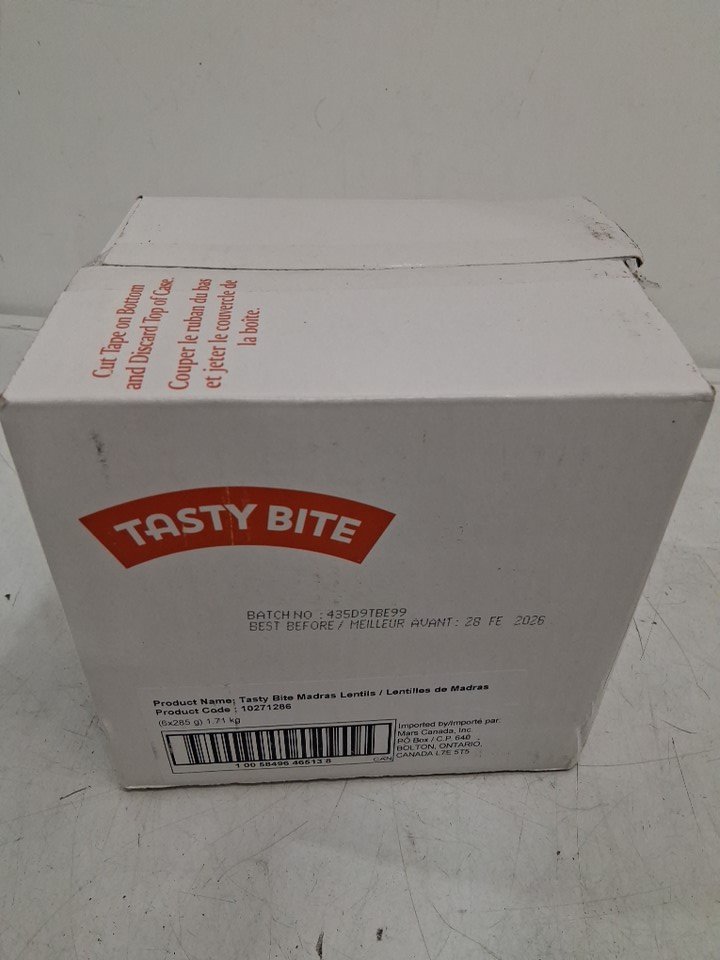 Cut Tape on Bottom
and Discard Top of Case.
Couper le ruban du bas
et jeter le couvercle de
la boîte.
TASTY BITE
BATCH NO : 435D9TBE99
BEST BEFORE / MEILLEUR AVANT: 28 FE 2026
Product Name: Tasty Bite Madras Lentils / Lentilles de Madras
Product Code : 10271286
(6x285 g) 1.71 kg
Imported by/Importé par:
Mars Canada, Inc.
PO Box / C.P. 640
BOLTON, ONTARIO,
CANADA L7E 5T5
1 00 58496 46513 8
CAN